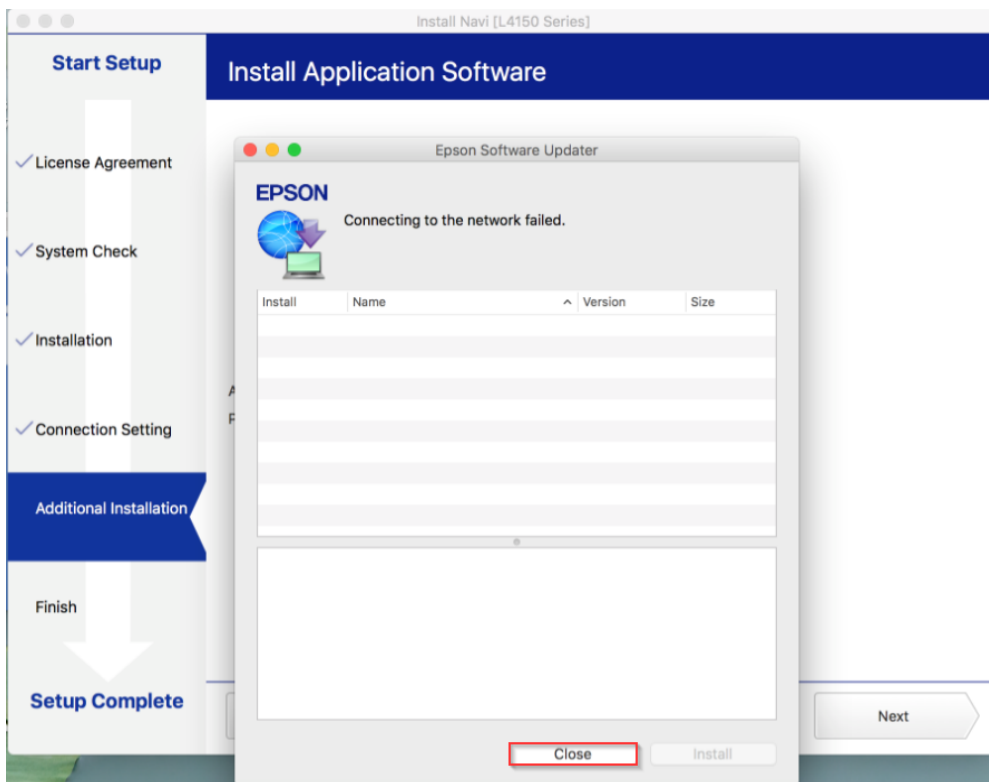 Install Navi [L4150 Series]
Start Setup
Install Application Software
License Agreement
System Check
Installation
Connection Setting
Additional Installation
Finish
Setup Complete
Epson Software Updater
EPSON
Connecting to the network failed.
Install Name Version Size
A
F
Close Install
Next